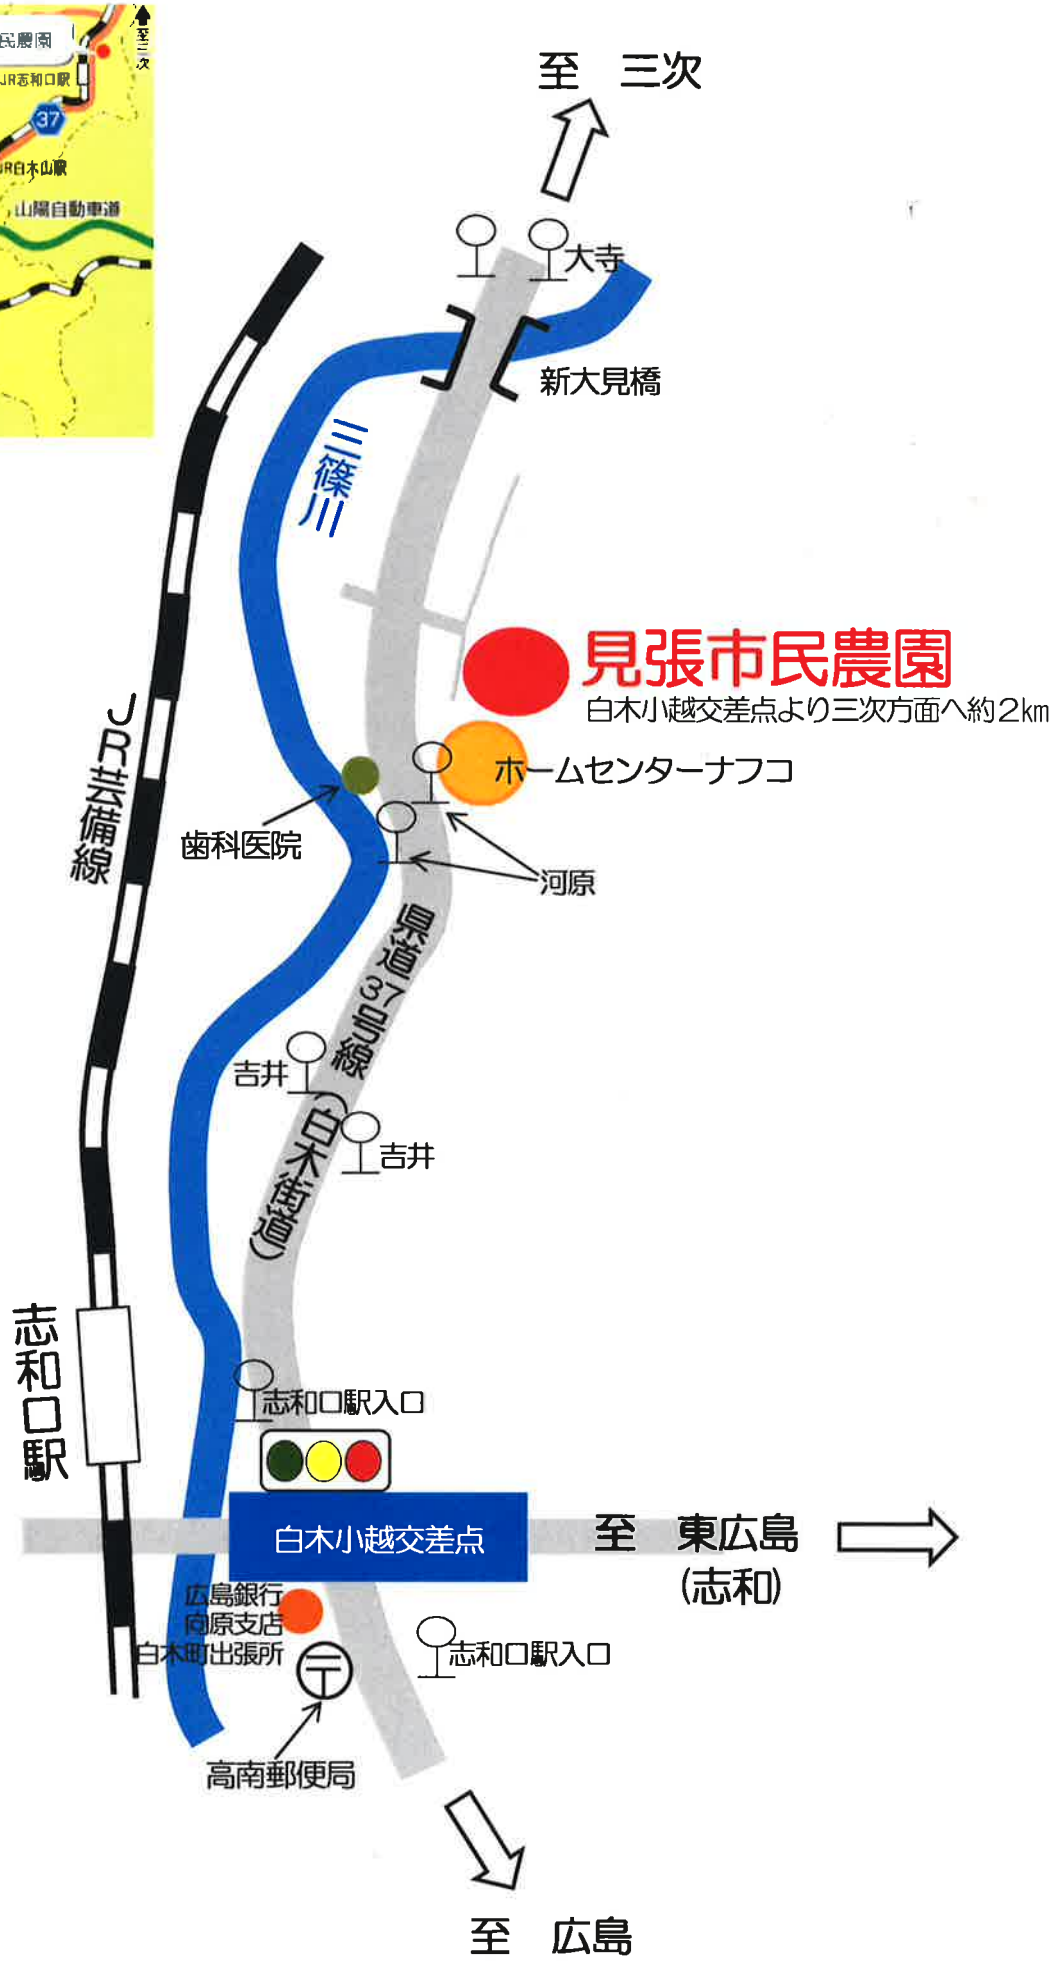 民農園
至三次
JR志和口駅
37
JR白木山駅
山陽自動車道
至 三次
大寺
新大見橋
三篠川
見張市民農園
白木小越交差点より三次方面へ約2km
ホームセンターナフコ
JR芸備線
歯科医院
河原
県道37号線(白木街道)
吉井
吉井
志和口駅
志和口駅入口
白木小越交差点
至 東広島
(志和)
広島銀行
向原支店
白木町出張所
志和口駅入口
高南郵便局
至 広島